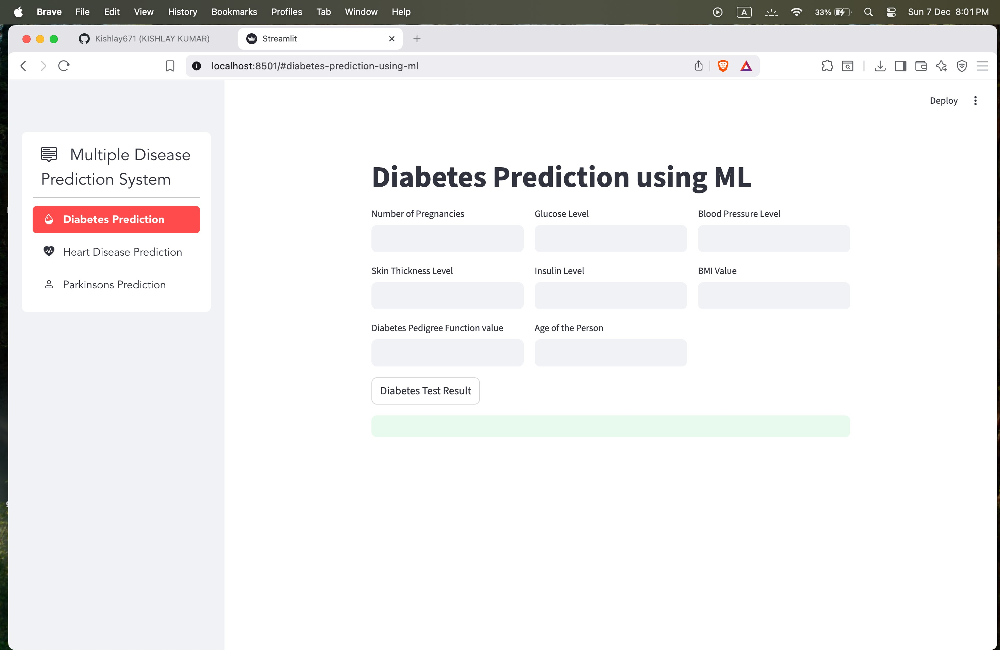 Brave File Edit View History Bookmarks Profiles Tab Window Help A 33% Sun 7 Dec 8:01 PM
Kishlay671 (KISHLAY KUMAR) Streamlit
localhost:8501/#diabetes-prediction-using-ml
Deploy
Multiple Disease
Prediction System
Diabetes Prediction
Heart Disease Prediction
Parkinsons Prediction
Diabetes Prediction using ML
Number of Pregnancies Glucose Level Blood Pressure Level
Skin Thickness Level Insulin Level BMI Value
Diabetes Pedigree Function value Age of the Person
Diabetes Test Result